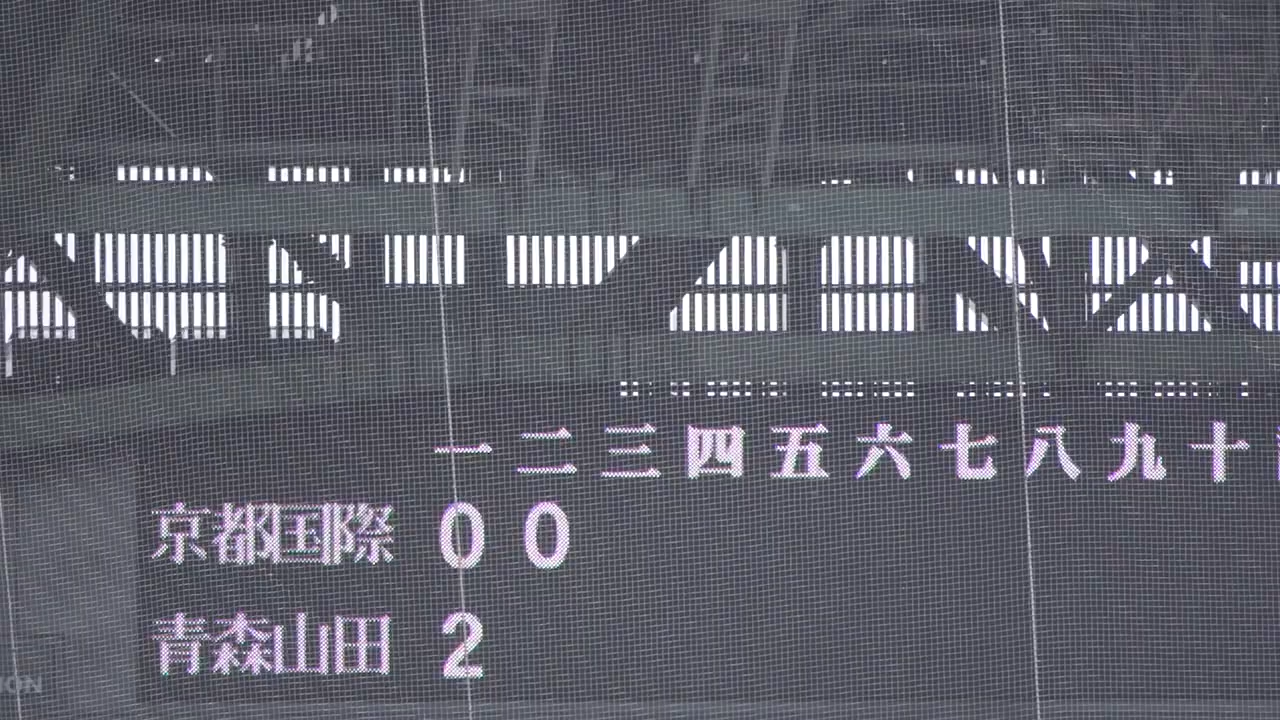 一 二 三 四 五 六 七 八 九 十
京都国際 0 0
青森山田 2